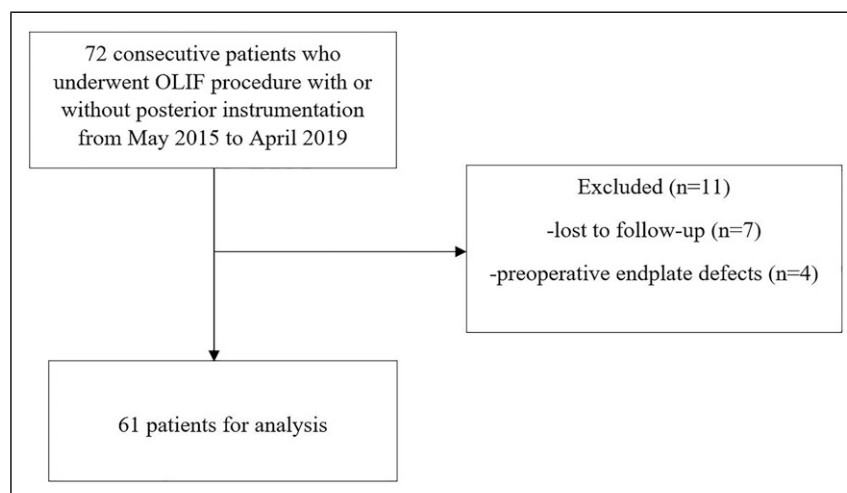 72 consecutive patients who
underwent OLIF procedure with or
without posterior instrumentation
from May 2015 to April 2019
Excluded (n=11)
-lost to follow-up (n=7)
-preoperative endplate defects (n=4)
61 patients for analysis